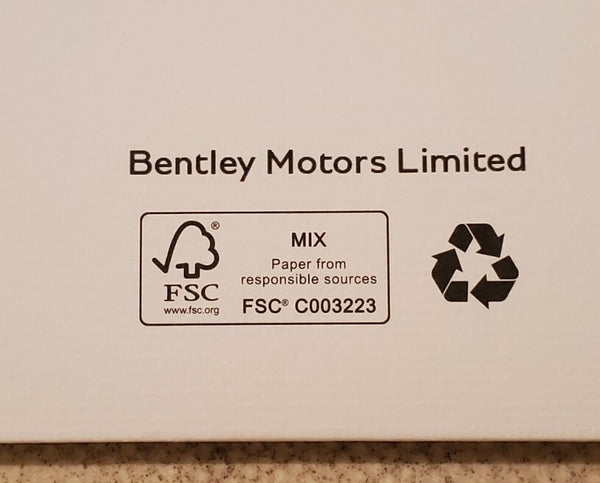 Bentley Motors Limited
®
FSC
www.fsc.org
MIX
Paper from
responsible sources
FSC® C003223